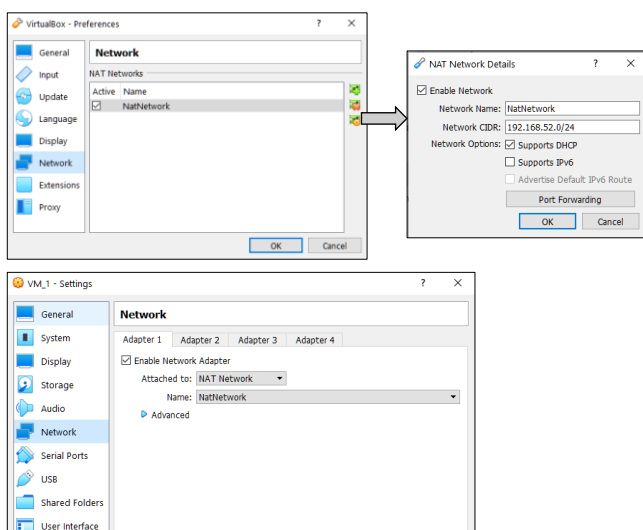 VirtualBox - Preferences ? ×
General
Input
Update
Language
Display
Network
Extensions
Proxy
Network
NAT Networks
Active Name
NatNetwork
OK Cancel
NAT Network Details ? ×
Enable Network
Network Name: NatNetwork
Network CIDR: 192.168.52.0/24
Network Options: Supports DHCP
Supports IPv6
Advertise Default IPv6 Route
Port Forwarding
OK Cancel
VM_1 - Settings ? ×
General
System
Display
Storage
Audio
Network
Serial Ports
USB
Shared Folders
User Interface
Network
Adapter 1 Adapter 2 Adapter 3 Adapter 4
Enable Network Adapter
Attached to: NAT Network
Name: NatNetwork
Advanced